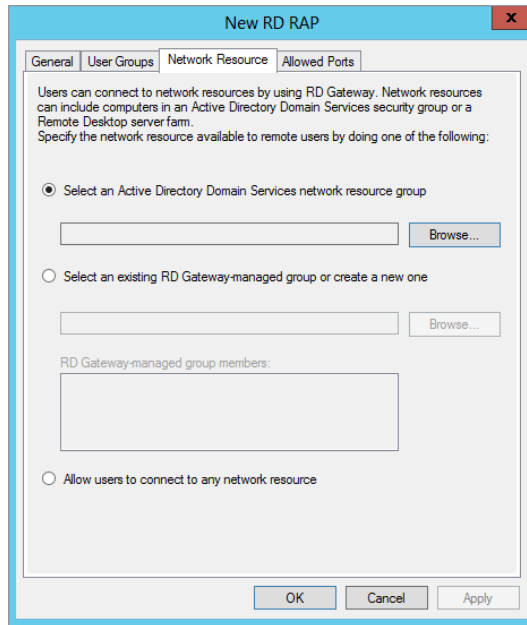 New RD RAP
x
General
User Groups
Network Resource
Allowed Ports
Users can connect to network resources by using RD Gateway. Network resources
can include computers in an Active Directory Domain Services security group or a
Remote Desktop server farm.
Specify the network resource available to remote users by doing one of the following:
Select an Active Directory Domain Services network resource group
Browse...
Select an existing RD Gateway-managed group or create a new one
Browse...
RD Gateway-managed group members:
Allow users to connect to any network resource
OK
Cancel
Apply